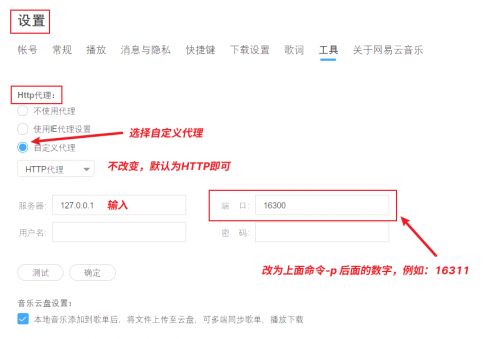 设置
帐号 常规 播放 消息与隐私 快捷键 下载设置 歌词 工具 关于网易云音乐
Http代理：
不使用代理
使用IE代理设置
选择自定义代理
自定义代理
HTTP代理 不改变，默认为HTTP即可
服务器: 127.0.0.1 输入 端 口: 16300
用户名: 密 码:
测试 确定
改为上面命令-p 后面的数字，例如：16311
音乐云盘设置：
本地音乐添加到歌单后，将文件上传至云盘，可多端同步歌单，播放下载